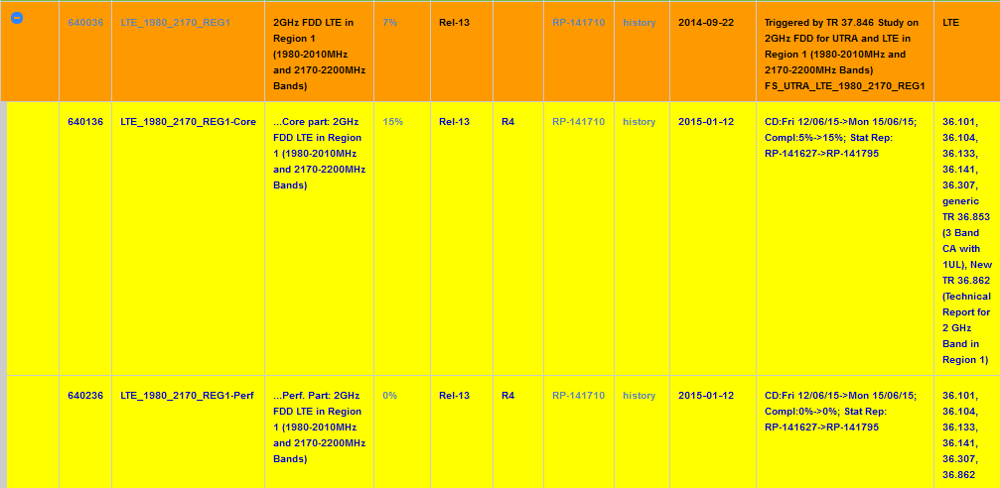 640036
LTE_1980_2170_REG1
2GHz FDD LTE in
Region 1
(1980-2010MHz
and 2170-2200MHz
Bands)
7%
Rel-13
RP-141710
history
2014-09-22
Triggered by TR 37.846 Study on
2GHz FDD for UTRA and LTE in
Region 1 (1980-2010MHz and
2170-2200MHz Bands)
FS_UTRA_LTE_1980_2170_REG1
LTE
640136
LTE_1980_2170_REG1-Core
...Core part: 2GHz
FDD LTE in Region
1 (1980-2010MHz
and 2170-2200MHz
Bands)
15%
Rel-13
R4
RP-141710
history
2015-01-12
CD:Fri 12/06/15->Mon 15/06/15;
Compl:5%->15%; Stat Rep:
RP-141627->RP-141795
36.101,
36.104,
36.133,
36.141,
36.307,
generic
TR 36.853
(3 Band
CA with
1UL), New
TR 36.862
(Technical
Report for
2 GHz
Band in
Region 1)
640236
LTE_1980_2170_REG1-Perf
...Perf. Part: 2GHz
FDD LTE in Region
1 (1980-2010MHz
and 2170-2200MHz
Bands)
0%
Rel-13
R4
RP-141710
history
2015-01-12
CD:Fri 12/06/15->Mon 15/06/15;
Compl:0%->0%; Stat Rep:
RP-141627->RP-141795
36.101,
36.104,
36.133,
36.141,
36.307,
36.862